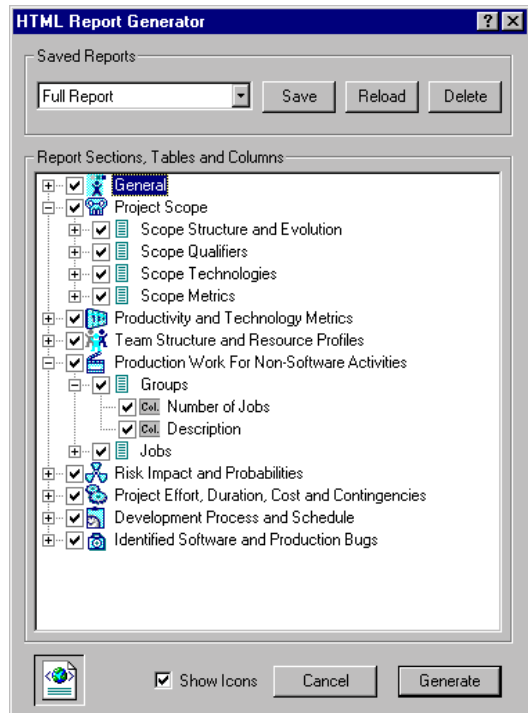 HTML Report Generator
Saved Reports
Full Report Save Reload Delete
Report Sections, Tables and Columns
General
Project Scope
Scope Structure and Evolution
Scope Qualifiers
Scope Technologies
Scope Metrics
Productivity and Technology Metrics
Team Structure and Resource Profiles
Production Work For Non-Software Activities
Groups
Col. Number of Jobs
Col. Description
Jobs
Risk Impact and Probabilities
Project Effort, Duration, Cost and Contingencies
Development Process and Schedule
Identified Software and Production Bugs
Show Icons Cancel Generate